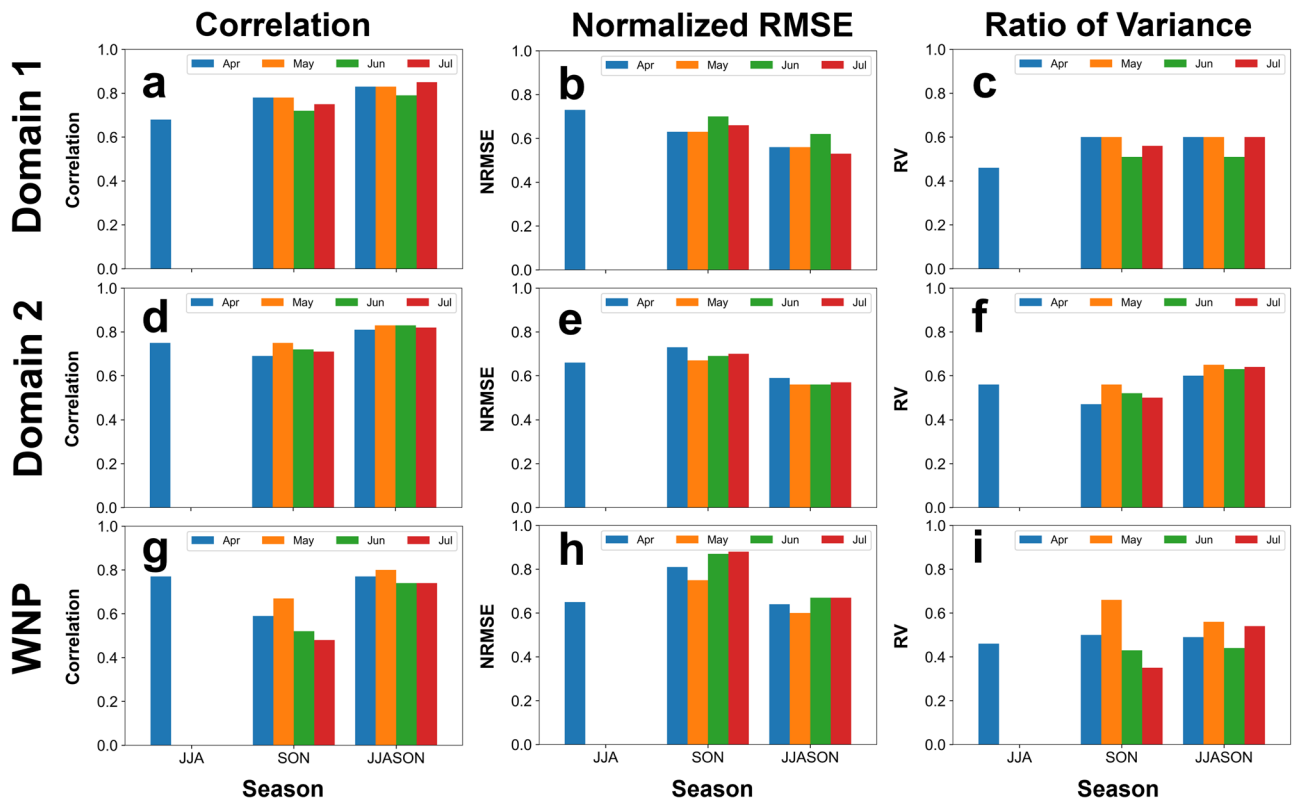 Correlation Normalized RMSE Ratio of Variance
Domain 1
a
Apr May Jun Jul
Correlation
1.0
0.8
0.6
0.4
0.2
0.0
b
Apr May Jun Jul
NRMSE
1.0
0.8
0.6
0.4
0.2
0.0
c
Apr May Jun Jul
RV
1.0
0.8
0.6
0.4
0.2
0.0
Domain 2
d
Apr May Jun Jul
Correlation
1.0
0.8
0.6
0.4
0.2
0.0
e
Apr May Jun Jul
NRMSE
1.0
0.8
0.6
0.4
0.2
0.0
f
Apr May Jun Jul
RV
1.0
0.8
0.6
0.4
0.2
0.0
WNP
g
Apr May Jun Jul
Correlation
1.0
0.8
0.6
0.4
0.2
0.0
JJA SON JJASON
Season
h
Apr May Jun Jul
NRMSE
1.0
0.8
0.6
0.4
0.2
0.0
JJA SON JJASON
Season
i
Apr May Jun Jul
RV
1.0
0.8
0.6
0.4
0.2
0.0
JJA SON JJASON
Season